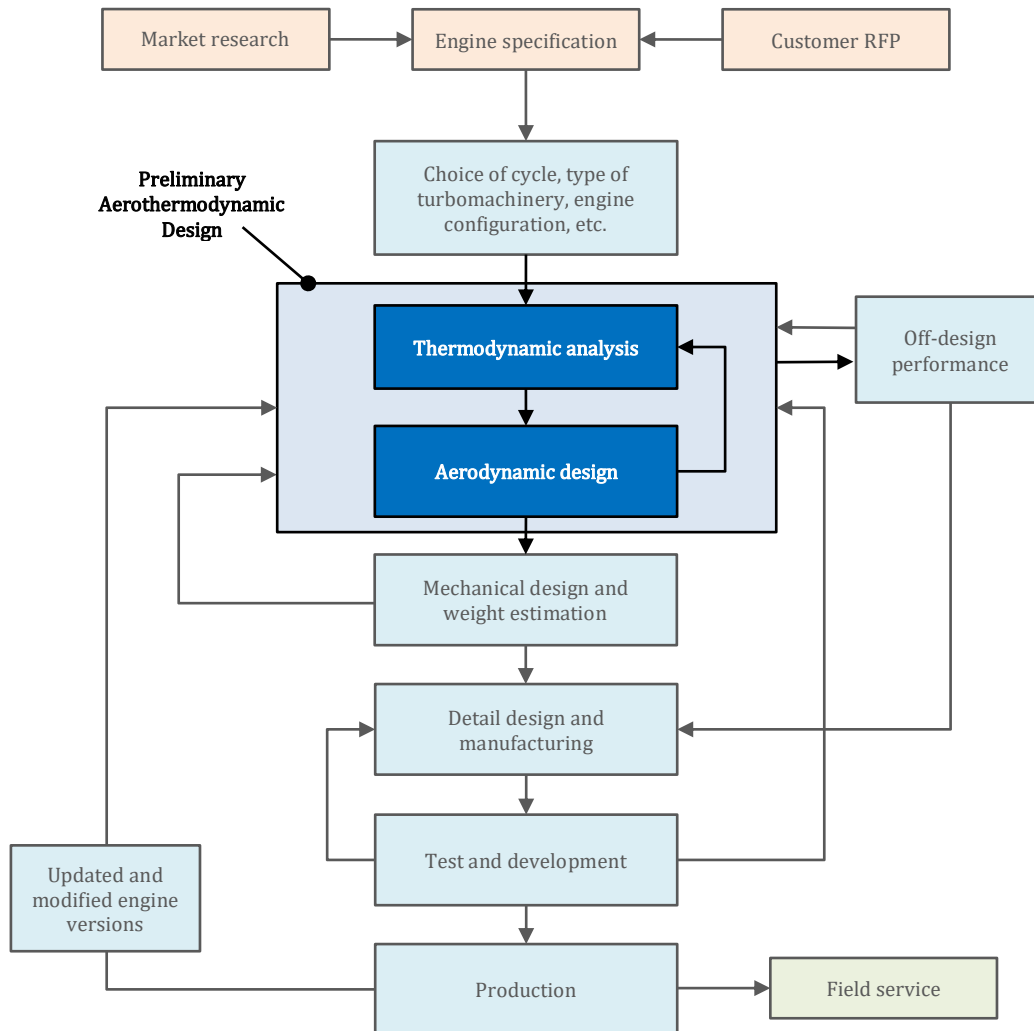 Market research
Engine specification
Customer RFP
Choice of cycle, type of
turbomachinery, engine
configuration, etc.
Preliminary
Aerothermodynamic
Design
Thermodynamic analysis
Off-design
performance
Aerodynamic design
Mechanical design and
weight estimation
Detail design and
manufacturing
Test and development
Updated and
modified engine
versions
Production
Field service